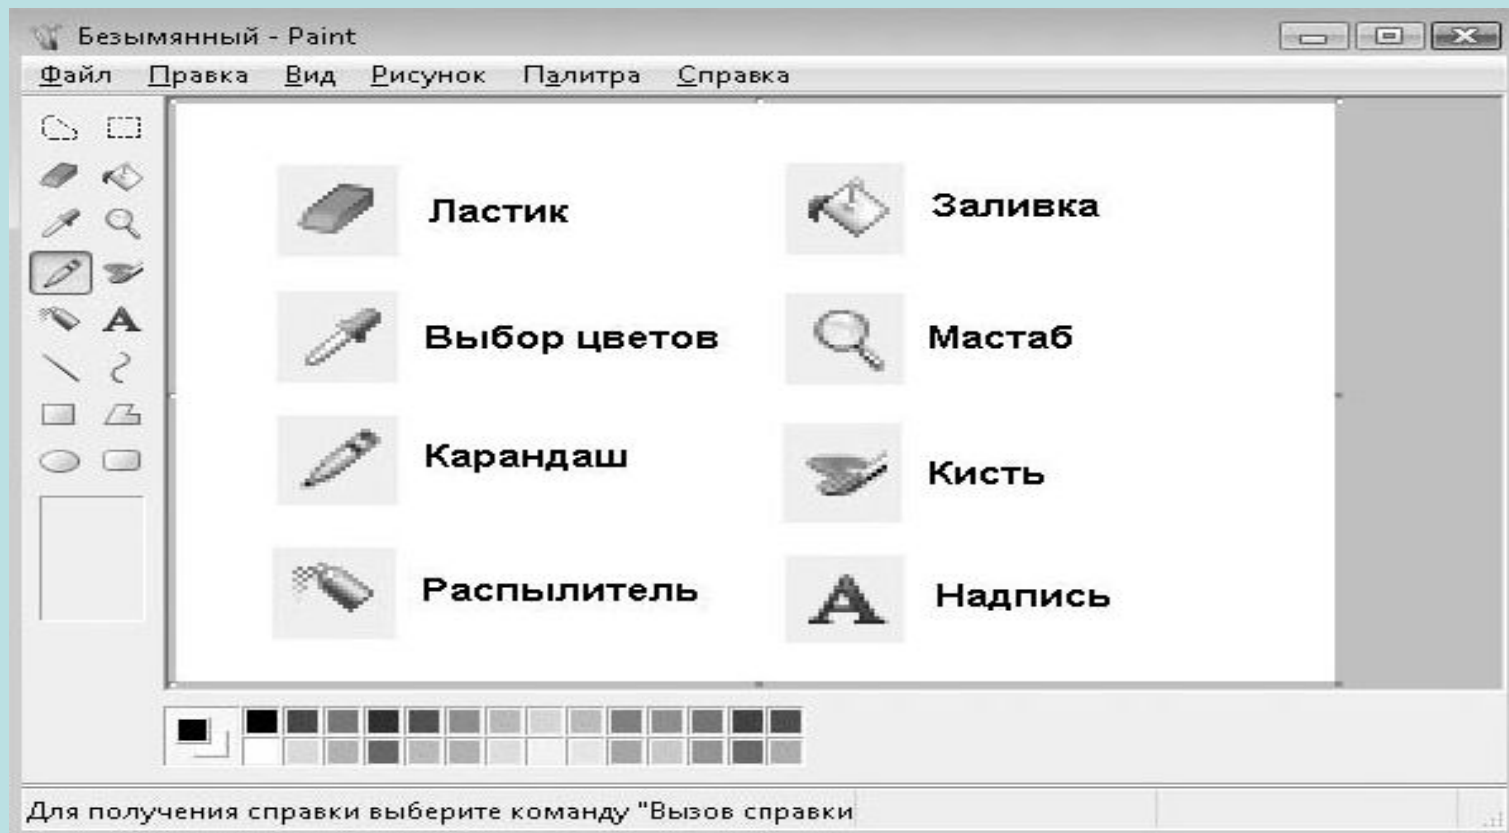 Безымянный - Paint
Файл Правка Вид Рисунок Палитра Справка
Ластик
Заливка
Выбор цветов
Мастаб
Карандаш
Кисть
Распылитель
Надпись
Для получения справки выберите команду "Вызов справки